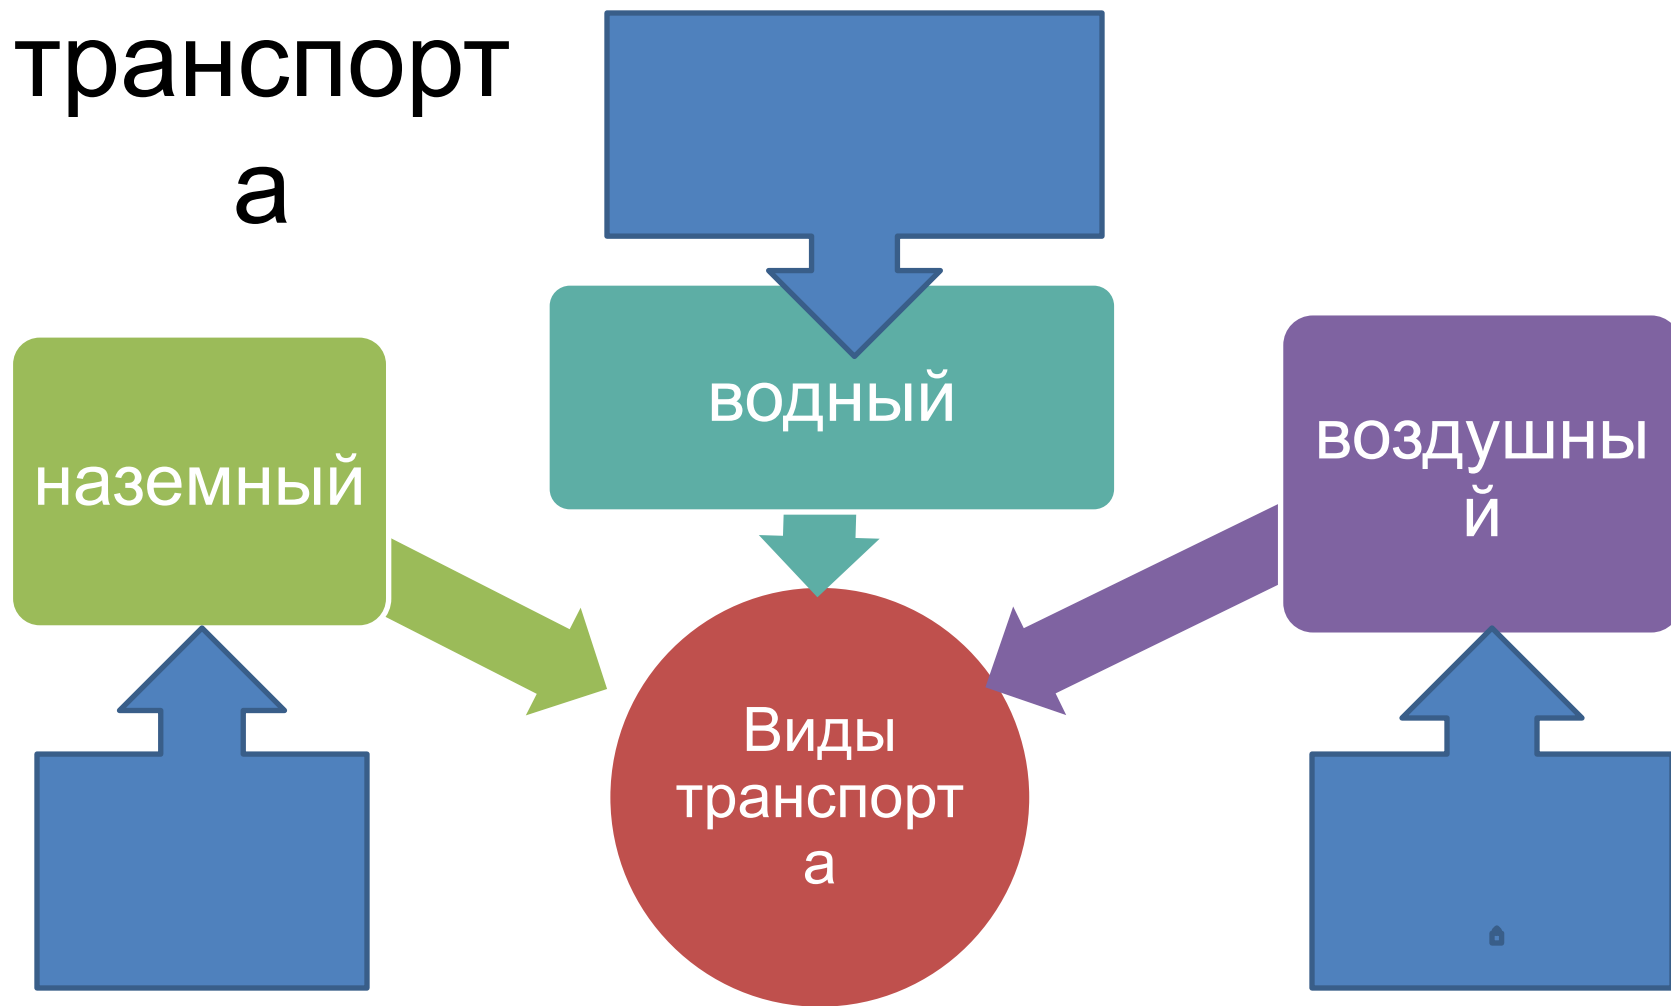 транспорт
а
водный
наземный
воздушны
й
Виды
транспорт
а